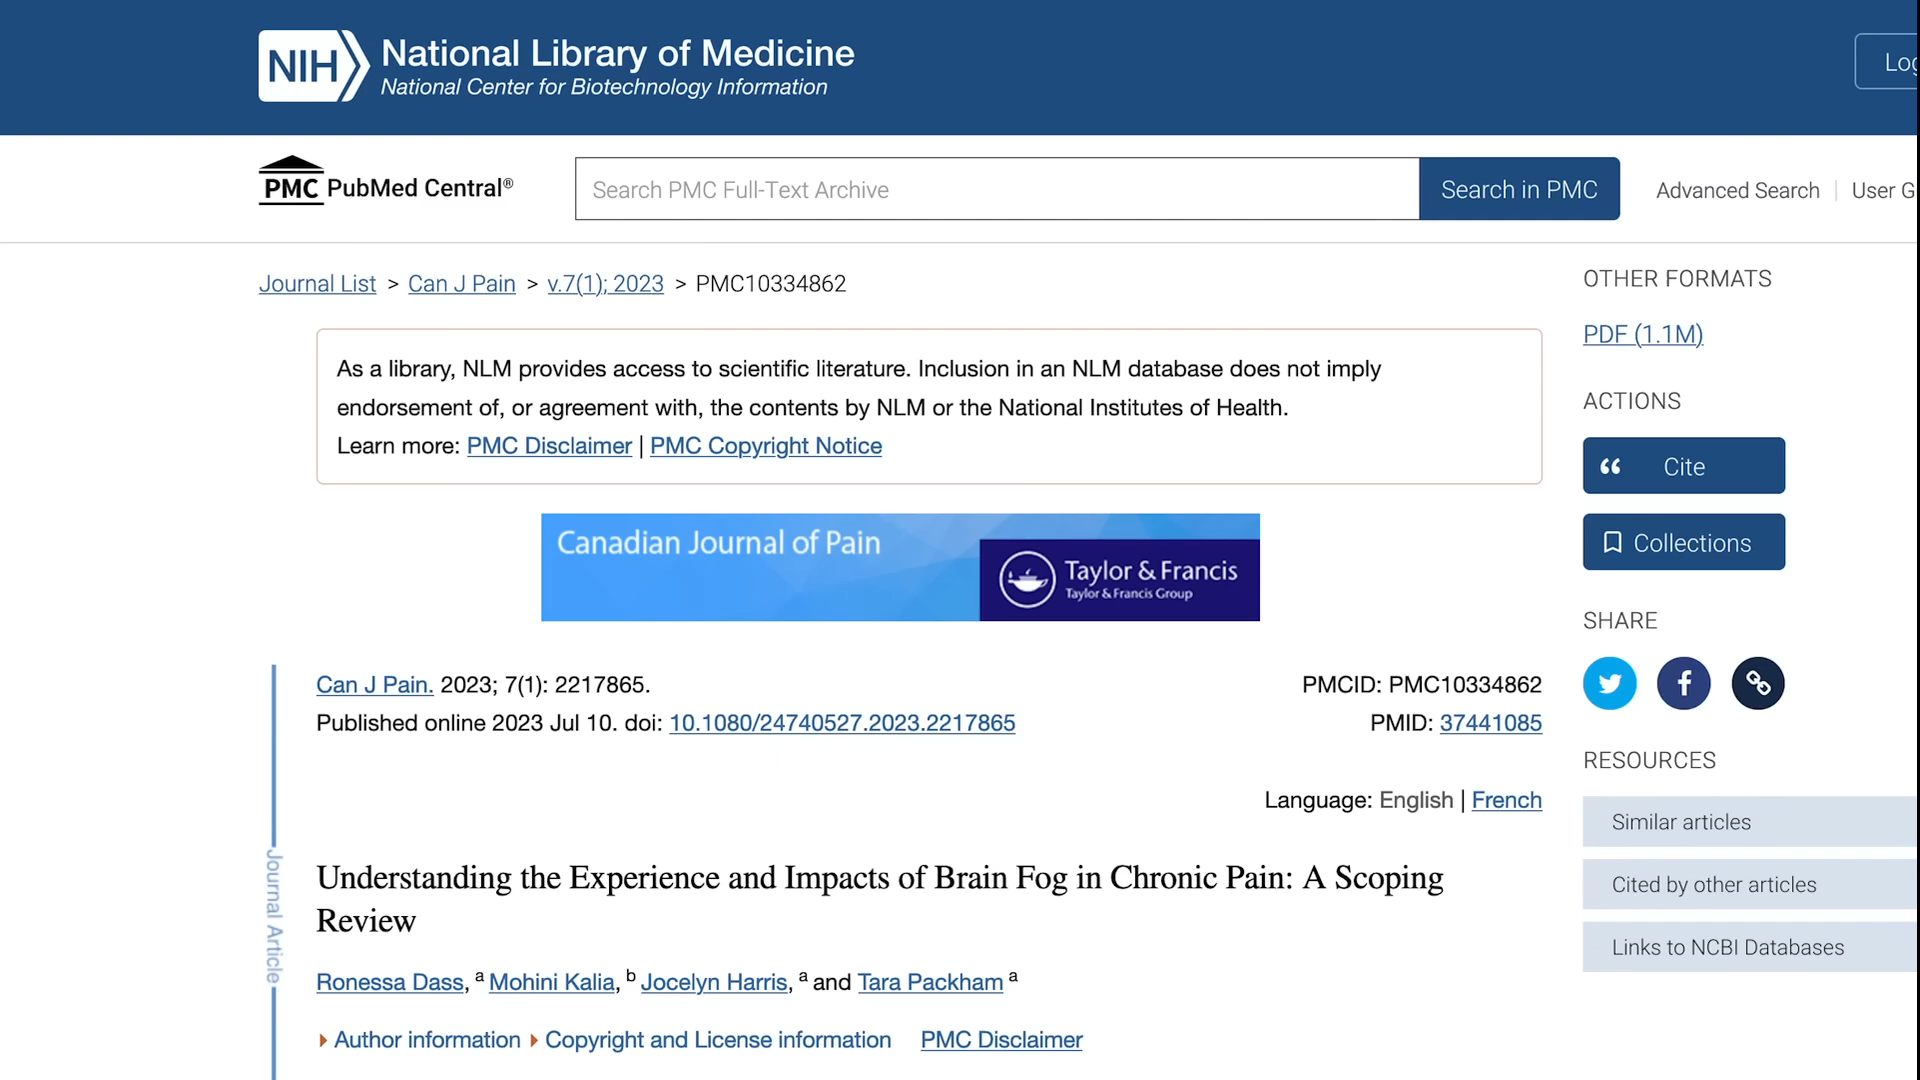 NIH National Library of Medicine
National Center for Biotechnology Information
Log
PMC PubMed Central®
Search PMC Full-Text Archive
Search in PMC
Advanced Search
User G
Journal List > Can J Pain > v.7(1); 2023 > PMC10334862
As a library, NLM provides access to scientific literature. Inclusion in an NLM database does not imply
endorsement of, or agreement with, the contents by NLM or the National Institutes of Health.
Learn more: PMC Disclaimer | PMC Copyright Notice
Canadian Journal of Pain
Taylor & Francis
Taylor & Francis Group
Can J Pain. 2023; 7(1): 2217865.
PMCID: PMC10334862
Published online 2023 Jul 10. doi: 10.1080/24740527.2023.2217865
PMID: 37441085
Language: English | French
Journal Article
Understanding the Experience and Impacts of Brain Fog in Chronic Pain: A Scoping
Review
Ronessa Dass, a Mohini Kalia, b Jocelyn Harris, a and Tara Packham a
Author information Copyright and License information PMC Disclaimer
OTHER FORMATS
PDF (1.1M)
ACTIONS
Cite
Collections
SHARE
RESOURCES
Similar articles
Cited by other articles
Links to NCBI Databases